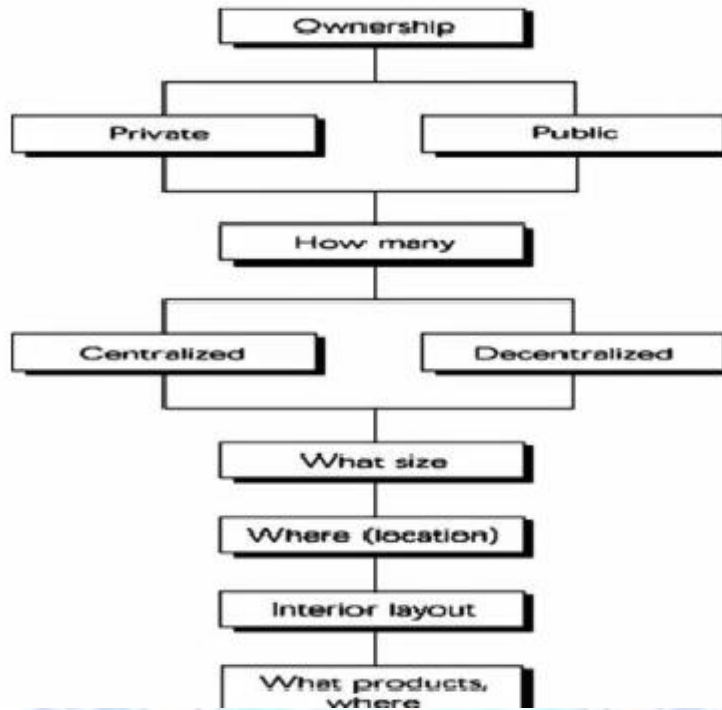 Ownership
Private
Public
How many
Centralized
Decentralized
What size
Where (location)
Interior layout
What products,
where